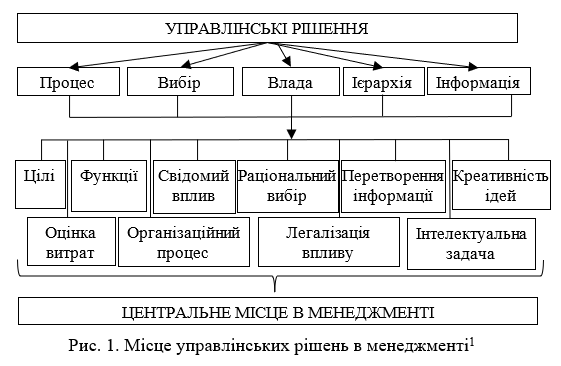 УПРАВЛІНСЬКІ РІШЕННЯ
Процес
Вибір
Влада
Ієрархія
Інформація
Цілі
Функції
Свідомий
вплив
Раціональний
вибір
Перетворення
інформації
Креативність
ідей
Оцінка
витрат
Організаційний
процес
Легалізація
впливу
Інтелектуальна
задача
ЦЕНТРАЛЬНЕ МІСЦЕ В МЕНЕДЖМЕНТІ
Рис. 1. Місце управлінських рішень в менеджменті¹